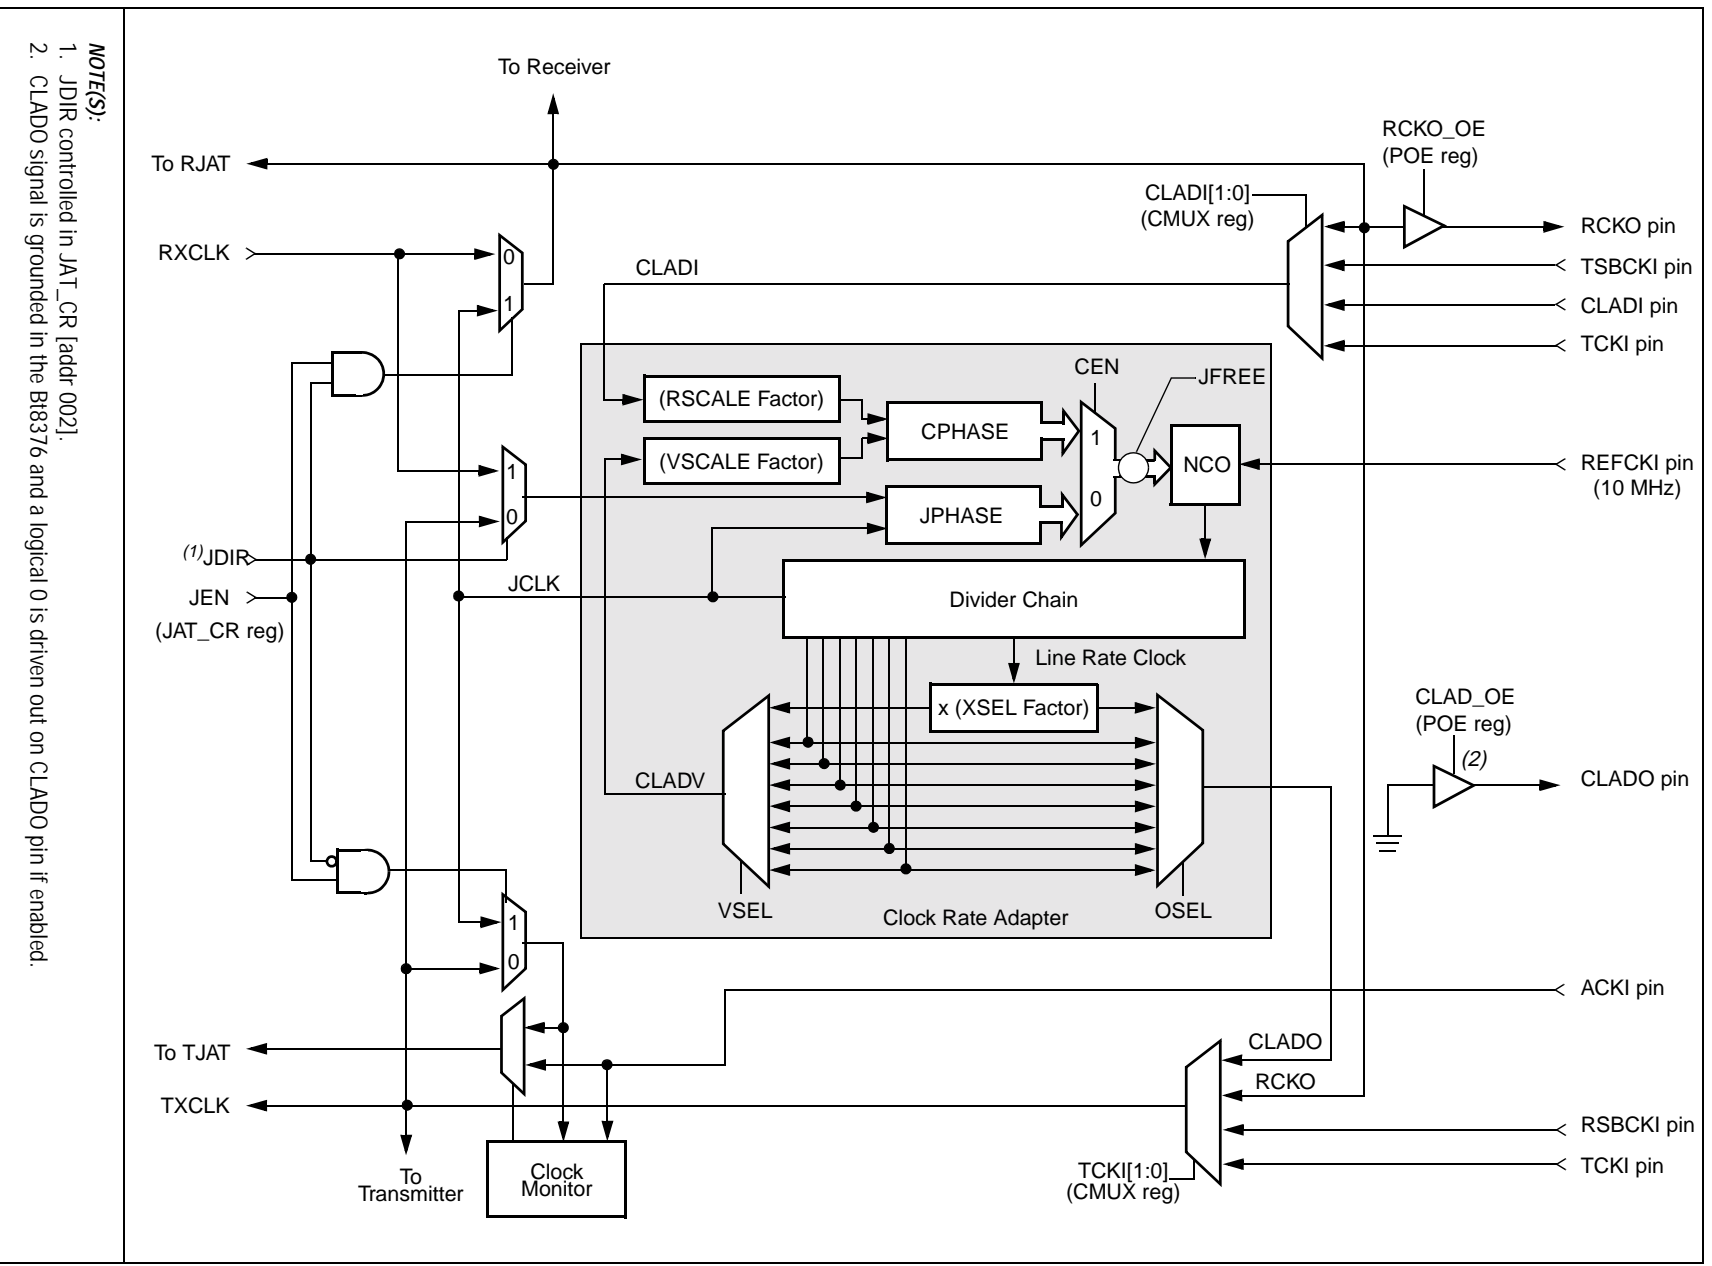 NOTE(S):
1. JDIR controlled in JAT_CR [addr 002].
2. CLADO signal is grounded in the Bt8376 and a logical 0 is driven out on CLADO pin if enabled.
To Receiver
To RJAT
RCKO_OE
(POE reg)
CLADI[1:0]
(CMUX reg)
RCKO pin
RXCLK
0
1
CLADI
TSBCKI pin
CLADI pin
TCKI pin
CEN
JFREE
(RSCALE Factor)
CPHASE
1
(VSCALE Factor)
NCO
REFCKI pin
(10 MHz)
1
0
0
JPHASE
(1)JDIR
JEN
(JAT_CR reg)
JCLK
Divider Chain
Line Rate Clock
x (XSEL Factor)
CLAD_OE
(POE reg)
(2)
CLADV
CLADO pin
VSEL
OSEL
Clock Rate Adapter
1
0
ACKI pin
To TJAT
CLADO
RCKO
TXCLK
RSBCKI pin
TCKI pin
To
Transmitter
Clock
Monitor
TCKI[1:0]
(CMUX reg)